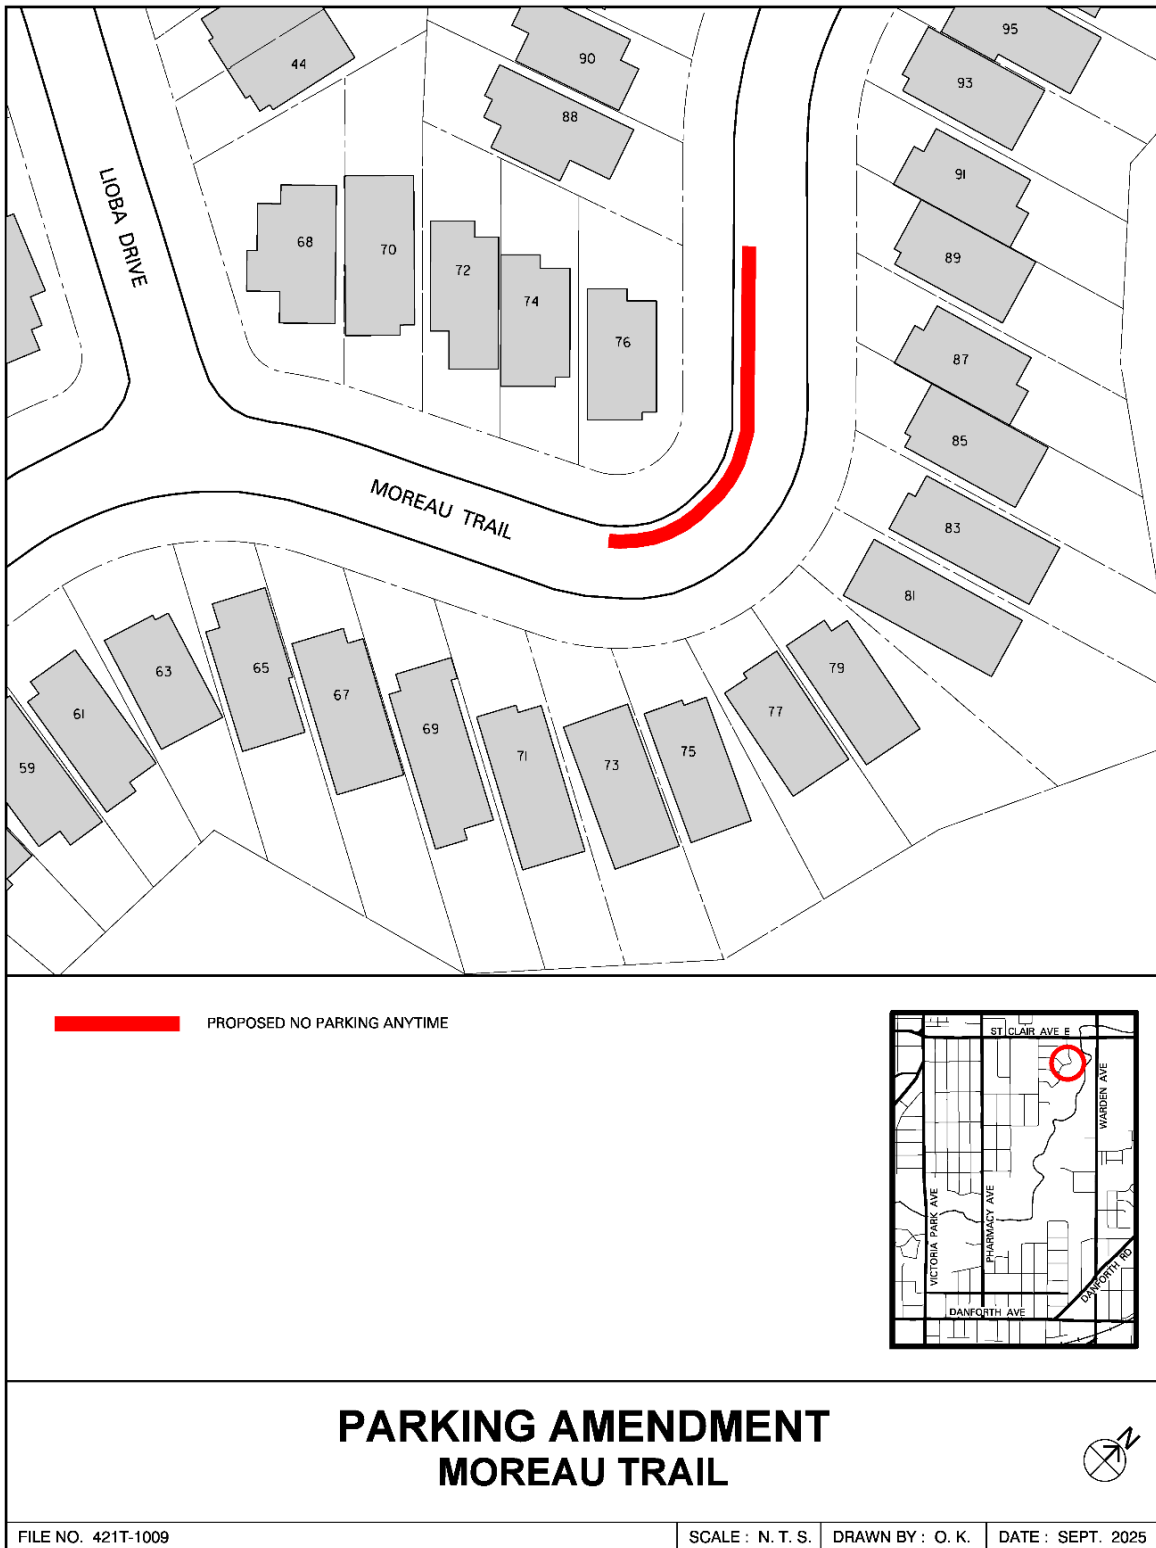 95
90
44
93
88
91
LIOBA DRIVE
68
70
89
72
74
76
87
85
MOREAU TRAIL
83
81
63
65
79
67
61
69
77
75
71
73
59
PROPOSED NO PARKING ANYTIME
ST CLAIR AVE E
WARDEN AVE
VICTORIA PARK AVE
PHARMACY AVE
DANFORTH RD
DANFORTH AVE
PARKING AMENDMENT
MOREAU TRAIL
N
FILE NO. 421T-1009
SCALE : N. T. S.
DRAWN BY : O. K.
DATE : SEPT. 2025